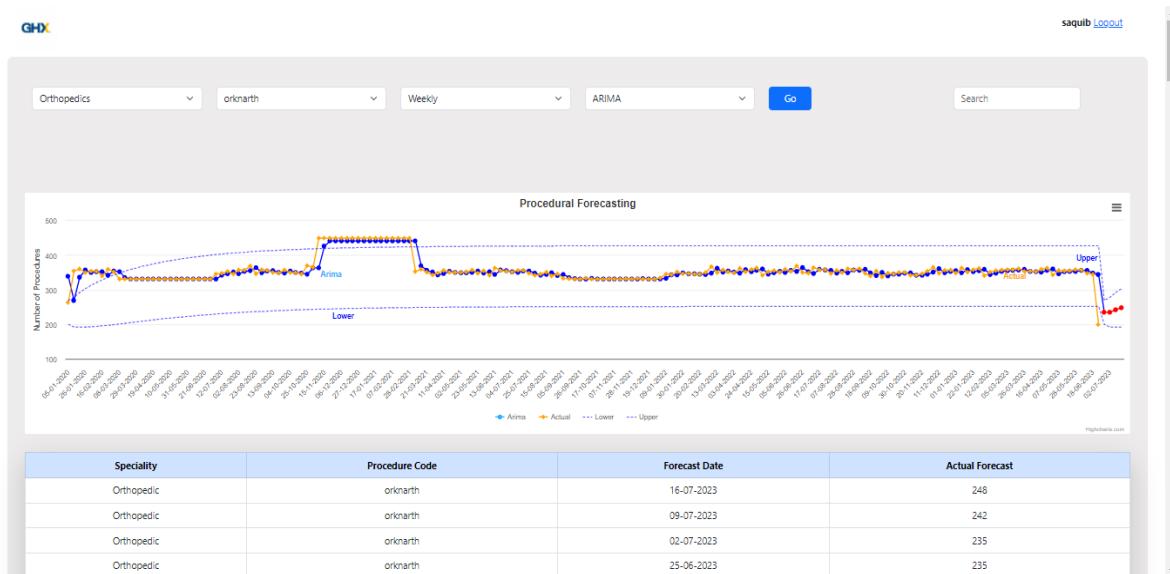 GHX
saquib Logout
Orthopedics orknarth Weekly ARIMA Go Search
Procedural Forecasting
Number of Procedures
500
400
300
200
100
Upper
Arima
Actual
Lower
05-01-2020 26-01-2020 16-02-2020 08-03-2020 29-03-2020 19-04-2020 10-05-2020 31-05-2020 21-06-2020 12-07-2020 02-08-2020 23-08-2020 13-09-2020 04-10-2020 25-10-2020 15-11-2020 06-12-2020 27-12-2020 17-01-2021 07-02-2021 28-02-2021 21-03-2021 11-04-2021 02-05-2021 23-05-2021 13-06-2021 04-07-2021 25-07-2021 15-08-2021 05-09-2021 26-09-2021 17-10-2021 07-11-2021 28-11-2021 19-12-2021 09-01-2022 30-01-2022 20-02-2022 13-03-2022 03-04-2022 24-04-2022 15-05-2022 05-06-2022 26-06-2022 17-07-2022 07-08-2022 28-08-2022 18-09-2022 09-10-2022 30-10-2022 20-11-2022 11-12-2022 01-01-2023 22-01-2023 12-02-2023 05-03-2023 26-03-2023 16-04-2023 07-05-2023 28-05-2023 18-06-2023 02-07-2023
Arima Actual Lower Upper
Highcharts.com
Speciality Procedure Code Forecast Date Actual Forecast
Orthopedic orknarth 16-07-2023 248
Orthopedic orknarth 09-07-2023 242
Orthopedic orknarth 02-07-2023 235
Orthopedic orknarth 25-06-2023 235